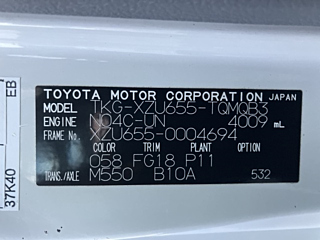 TOYOTA MOTOR CORPORATION JAPAN
MODEL TKG-XZU655-TQMQB3
ENGINE N04C-UN 4009 mL
FRAME No. XZU655-0004694
COLOR TRIM PLANT
058 FG18 P11
TRANS./AXLE M550 B10A 532
37K40 EB